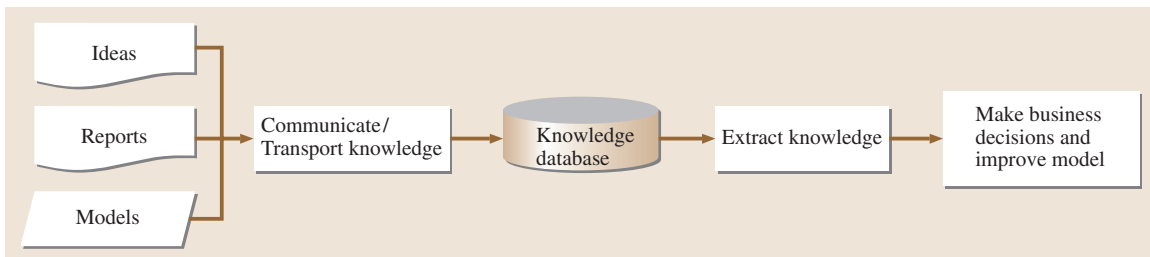 Ideas
Reports
Models
Communicate/
Transport knowledge
Knowledge
database
Extract knowledge
Make business
decisions and
improve model